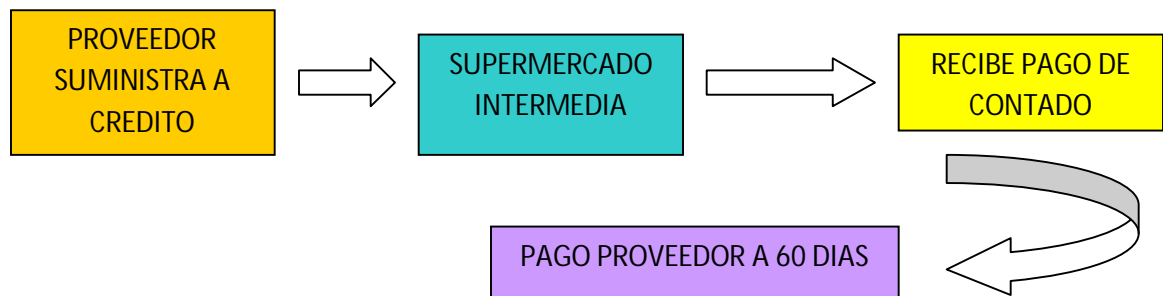 PROVEEDOR
SUMINISTRA A
CREDITO
SUPERMERCADO
INTERMEDIA
RECIBE PAGO DE
CONTADO
PAGO PROVEEDOR A 60 DIAS